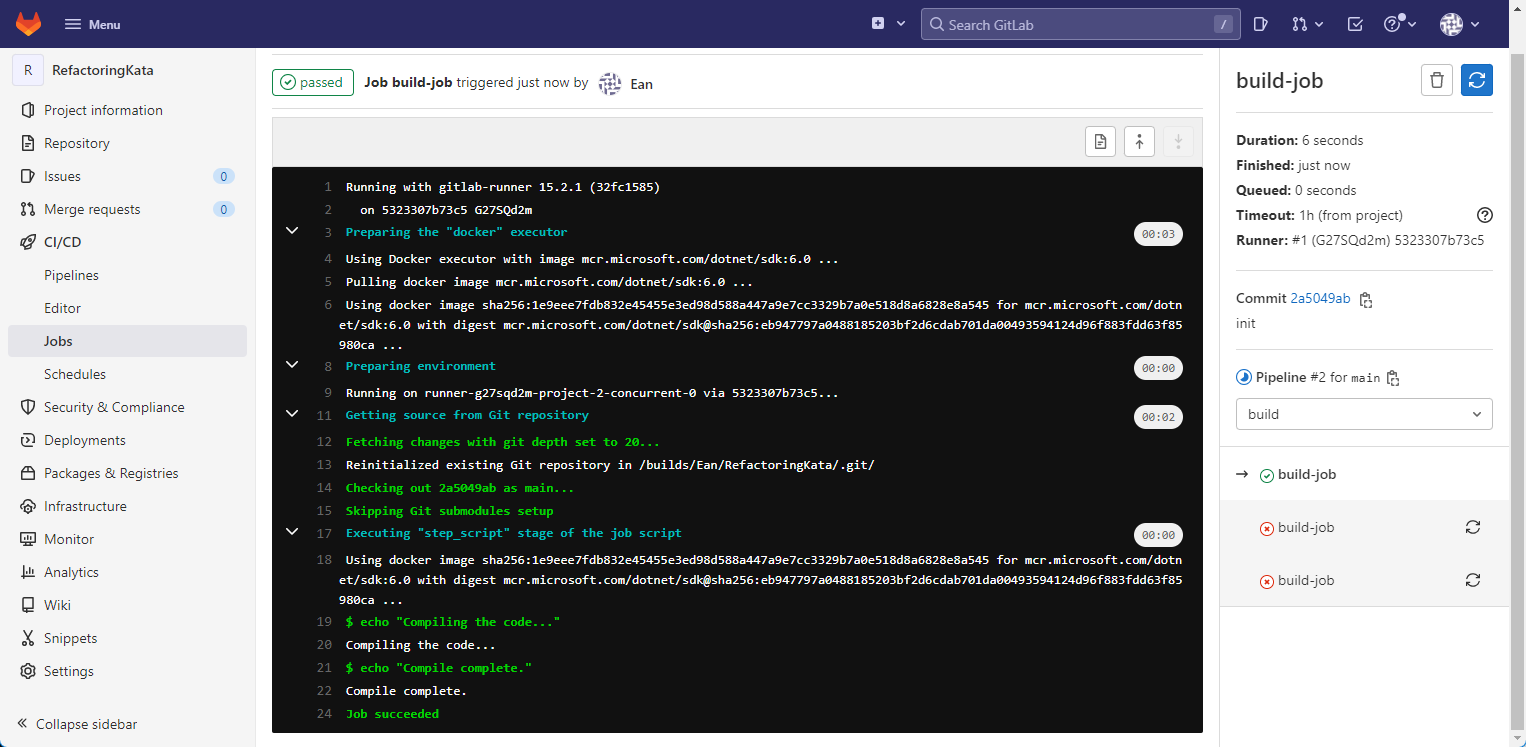 Menu
Search GitLab
/
R
RefactoringKata
Project information
Repository
Issues
0
Merge requests
0
CI/CD
Pipelines
Editor
Jobs
Schedules
Security & Compliance
Deployments
Packages & Registries
Infrastructure
Monitor
Analytics
Wiki
Snippets
Settings
Collapse sidebar
passed Job build-job triggered just now by Ean
1 Running with gitlab-runner 15.2.1 (32fc1585)
2 on 5323307b73c5 G27SQd2m
3 Preparing the "docker" executor 00:03
4 Using Docker executor with image mcr.microsoft.com/dotnet/sdk:6.0 ...
5 Pulling docker image mcr.microsoft.com/dotnet/sdk:6.0 ...
6 Using docker image sha256:1e9eee7fdb832e45455e3ed98d588a447a9e7cc3329b7a0e518d8a6828e8a545 for mcr.microsoft.com/dotn
et/sdk:6.0 with digest mcr.microsoft.com/dotnet/sdk@sha256:eb947797a0488185203bf2d6cdab701da00493594124d96f883fdd63f85
980ca ...
8 Preparing environment 00:00
9 Running on runner-g27sqd2m-project-2-concurrent-0 via 5323307b73c5...
11 Getting source from Git repository 00:02
12 Fetching changes with git depth set to 20...
13 Reinitialized existing Git repository in /builds/Ean/RefactoringKata/.git/
14 Checking out 2a5049ab as main...
15 Skipping Git submodules setup
17 Executing "step_script" stage of the job script 00:00
18 Using docker image sha256:1e9eee7fdb832e45455e3ed98d588a447a9e7cc3329b7a0e518d8a6828e8a545 for mcr.microsoft.com/dotn
et/sdk:6.0 with digest mcr.microsoft.com/dotnet/sdk@sha256:eb947797a0488185203bf2d6cdab701da00493594124d96f883fdd63f85
980ca ...
19 $ echo "Compiling the code..."
20 Compiling the code...
21 $ echo "Compile complete."
22 Compile complete.
24 Job succeeded
build-job
Duration: 6 seconds
Finished: just now
Queued: 0 seconds
Timeout: 1h (from project)
Runner: #1 (G27SQd2m) 5323307b73c5
Commit 2a5049ab
init
Pipeline #2 for main
build
build-job
build-job
build-job